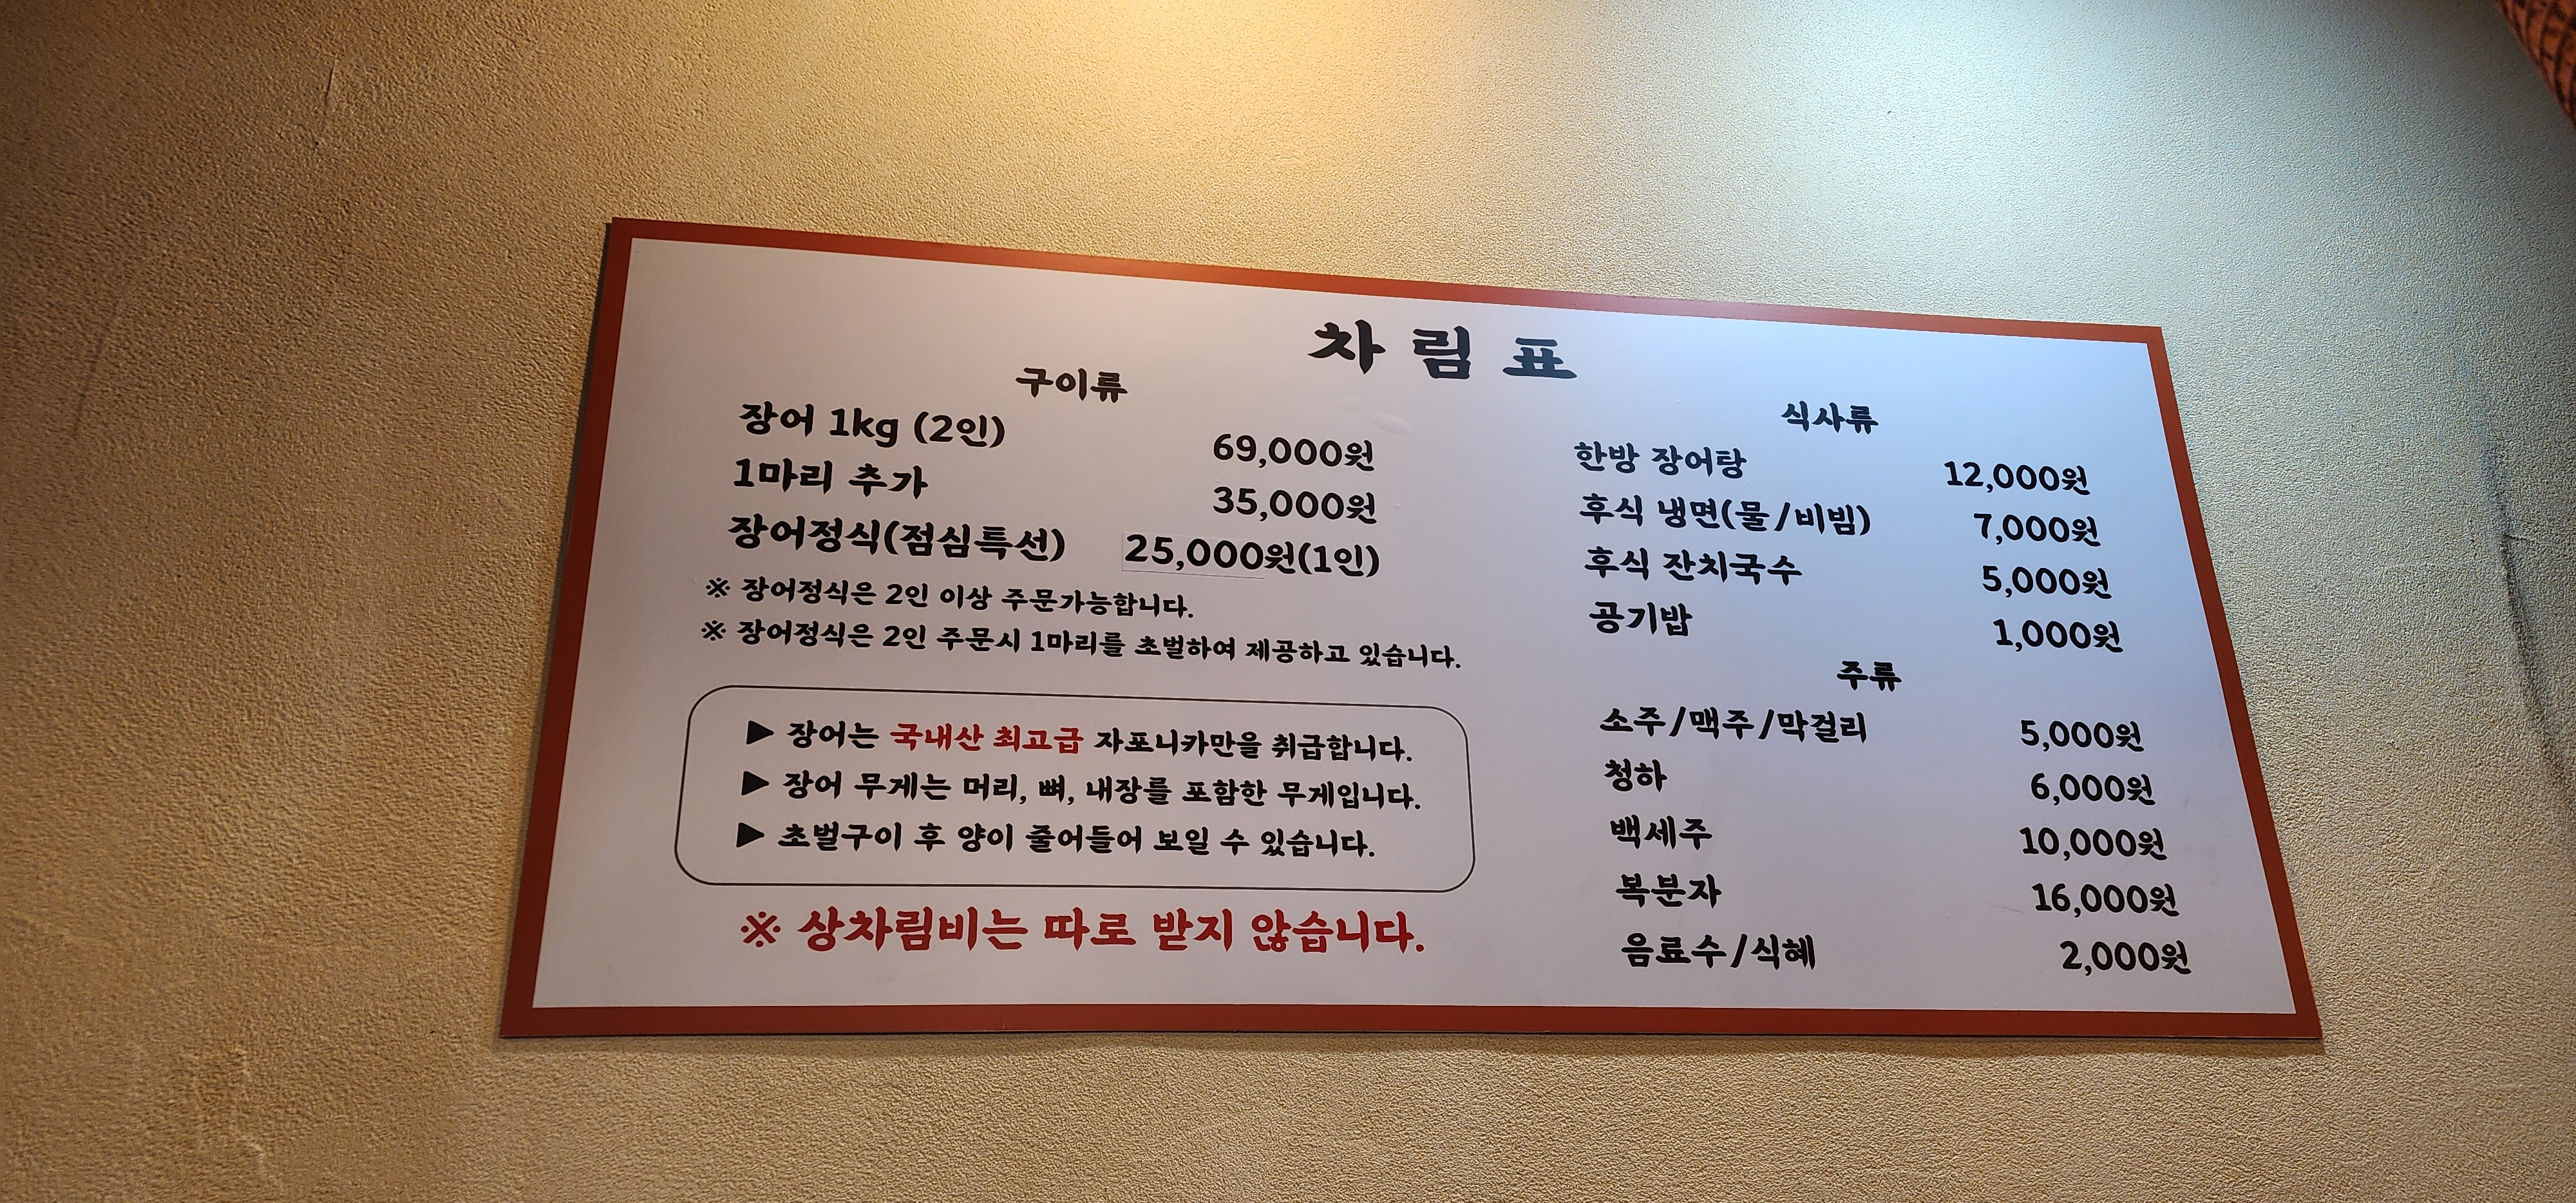 차림표
구이류
장어 1kg (2인) 69,000원
1마리 추가 35,000원
장어정식(점심특선) 25,000원(1인)
※ 장어정식은 2인 이상 주문가능합니다.
※ 장어정식은 2인 주문시 1마리를 초벌하여 제공하고 있습니다.
▶ 장어는 국내산 최고급 자포니카만을 취급합니다.
▶ 장어 무게는 머리, 뼈, 내장를 포함한 무게입니다.
▶ 초벌구이 후 양이 줄어들어 보일 수 있습니다.
※ 상차림비는 따로 받지 않습니다.
식사류
한방 장어탕 12,000원
후식 냉면(물/비빔) 7,000원
후식 잔치국수 5,000원
공기밥 1,000원
주류
소주/맥주/막걸리 5,000원
청하 6,000원
백세주 10,000원
복분자 16,000원
음료수/식혜 2,000원